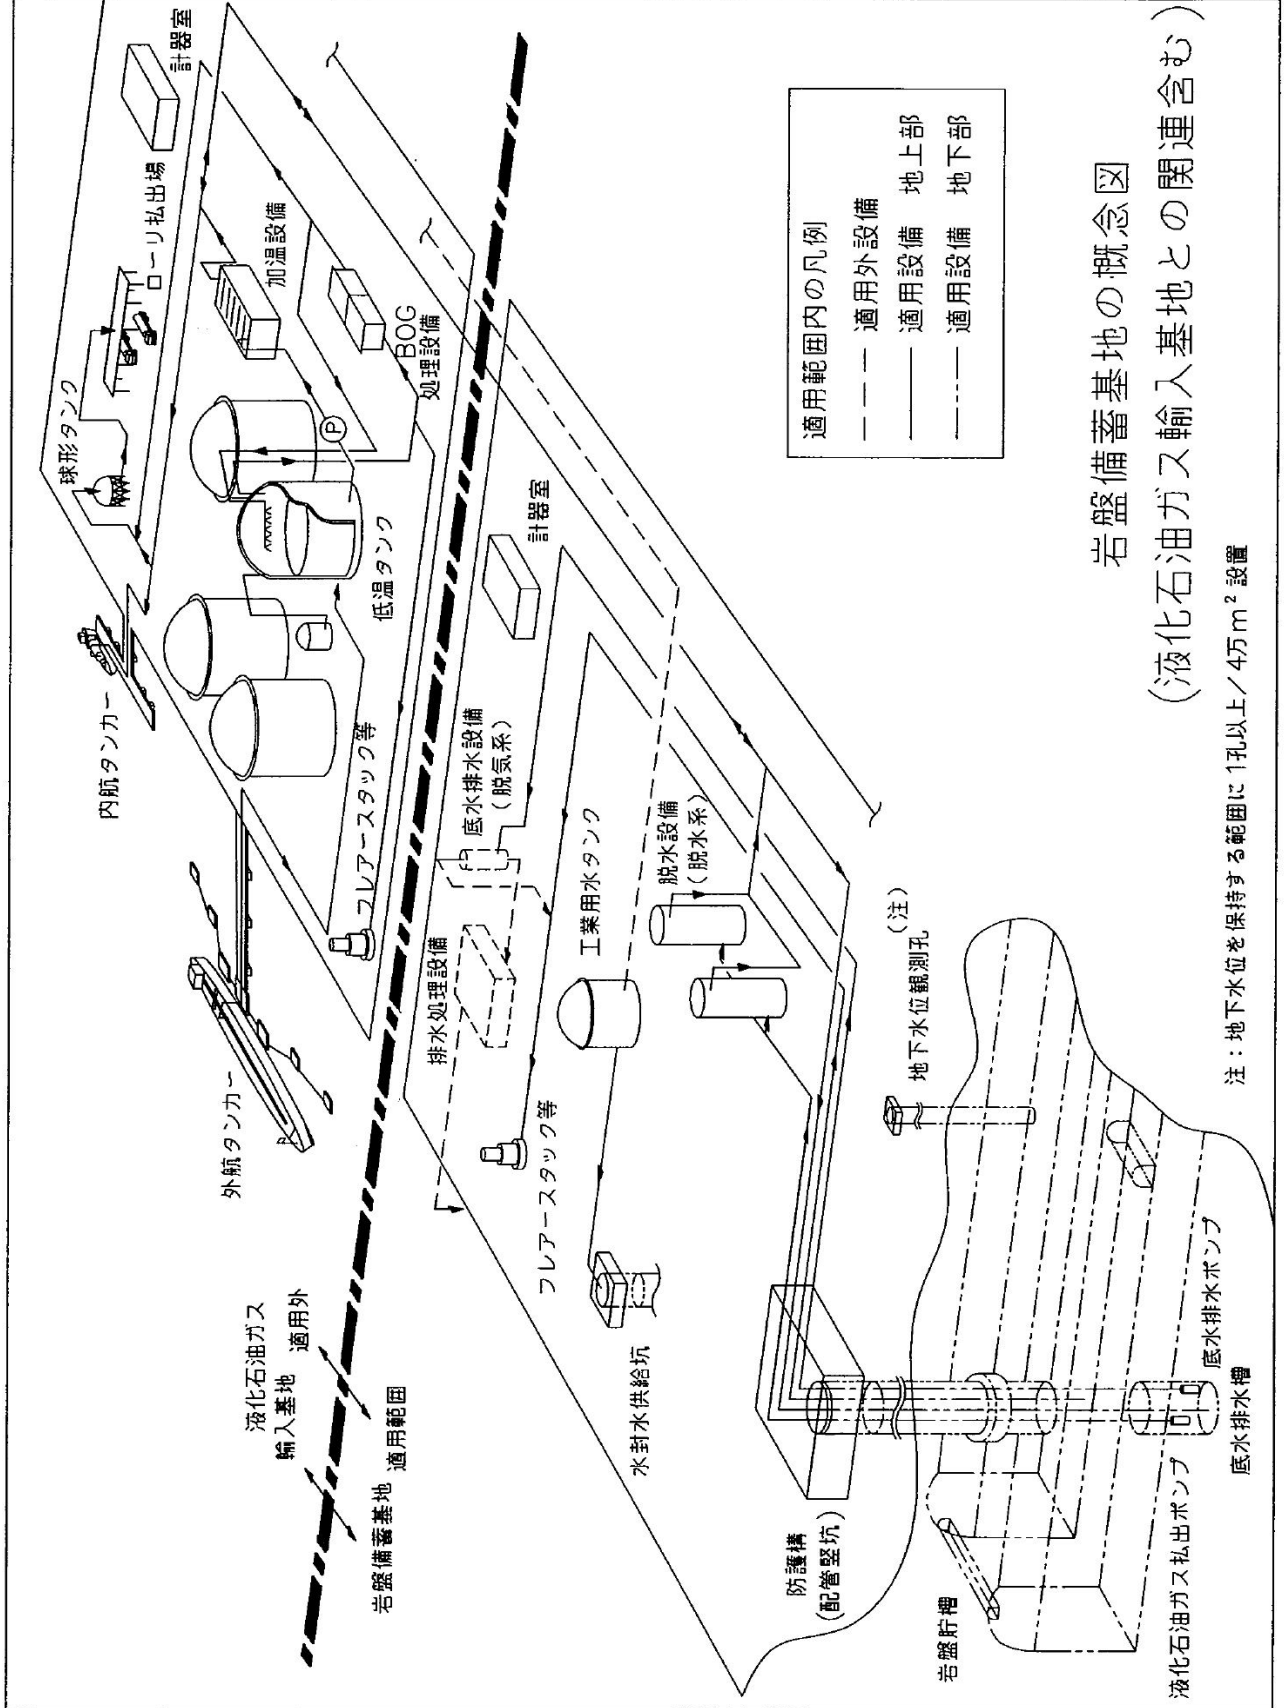 計器室
ローリ払出場
球形タンク
加温設備
BOG
処理設備
P
低温タンク
内航タンカー
フレアースタック等
外航タンカー
液化石油ガス
輸入基地
適用外
岩盤備蓄基地
適用範囲
計器室
底水排水設備
(脱気系)
排水処理設備
工業用水タンク
脱水設備
(脱水系)
フレアースタック等
水封水供給坑
地下水位観測孔
(注)
防護構
(配管竪坑)
岩盤貯槽
液化石油ガス払出ポンプ
底水排水ポンプ
底水排水槽
適用範囲内の凡例
適用外設備
適用設備 地上部
適用設備 地下部
岩盤備蓄基地の概念図
(液化石油ガス輸入基地との関連含む)
注:地下水位を保持する範囲に1孔以上/4万m²設置